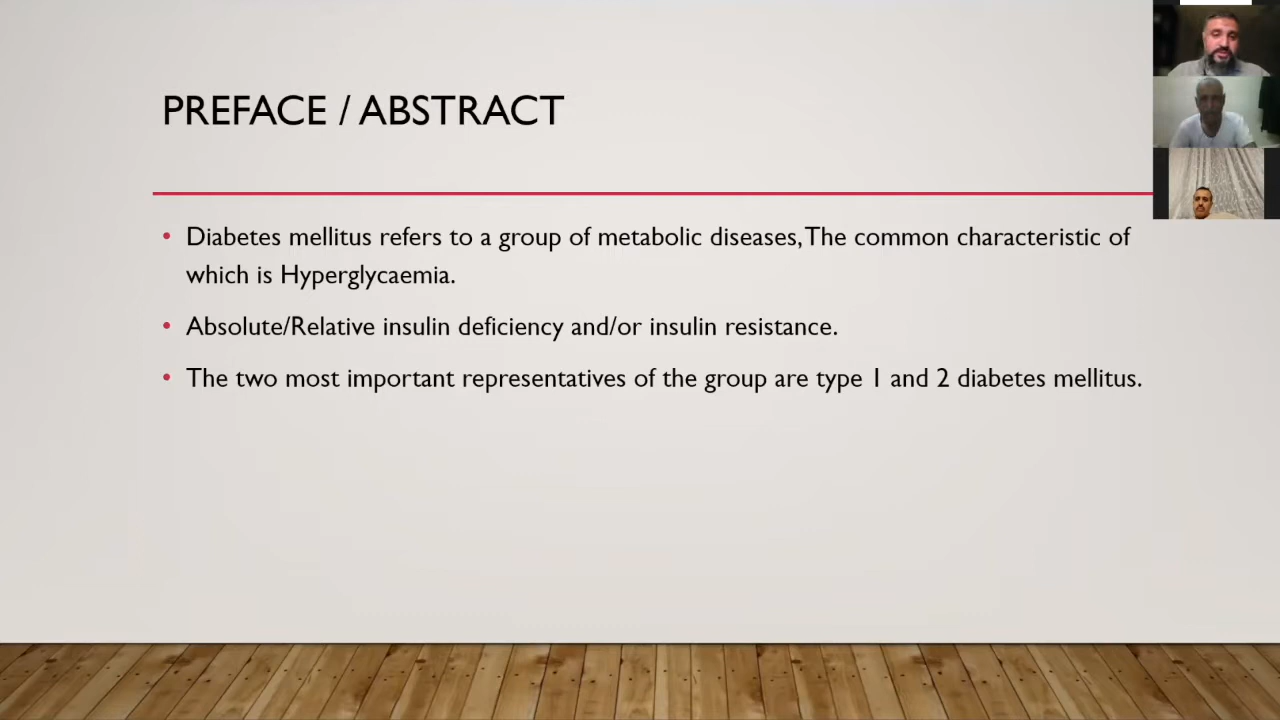 PREFACE / ABSTRACT
• Diabetes mellitus refers to a group of metabolic diseases,The common characteristic of
which is Hyperglycaemia.
• Absolute/Relative insulin deficiency and/or insulin resistance.
• The two most important representatives of the group are type 1 and 2 diabetes mellitus.